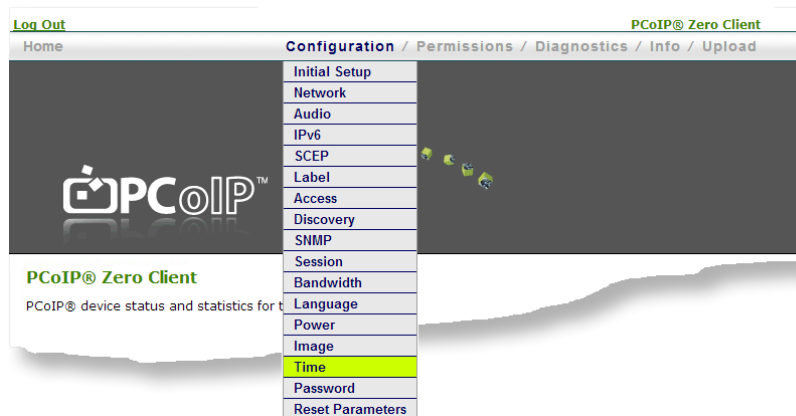 Log Out PCoIP® Zero Client
Home Configuration / Permissions / Diagnostics / Info / Upload
Initial Setup
Network
Audio
IPv6
SCEP
Label
Access
Discovery
SNMP
Session
Bandwidth
Language
Power
Image
Time
Password
Reset Parameters
PCoIP™
PCoIP® Zero Client
PCoIP® device status and statistics for t